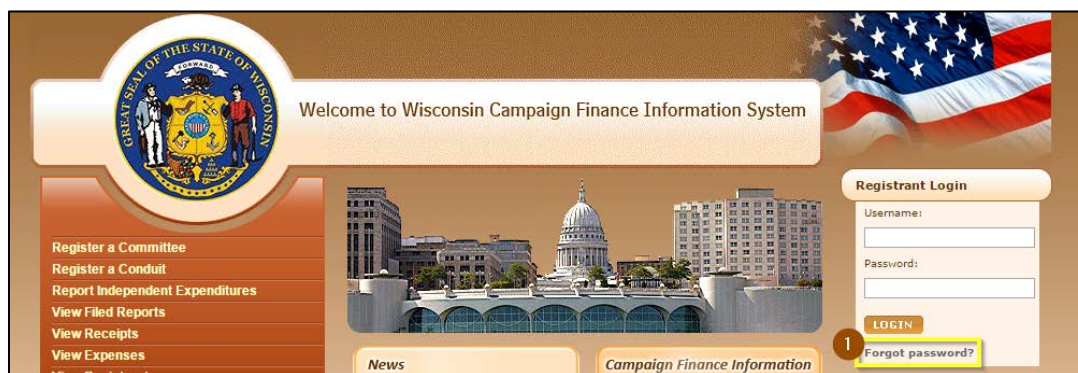 GREAT SEAL OF THE STATE OF WISCONSIN
FORWARD
Welcome to Wisconsin Campaign Finance Information System
Register a Committee
Register a Conduit
Report Independent Expenditures
View Filed Reports
View Receipts
View Expenses
News
Campaign Finance Information
Registrant Login
Username:
Password:
LOGIN
1
Forgot password?